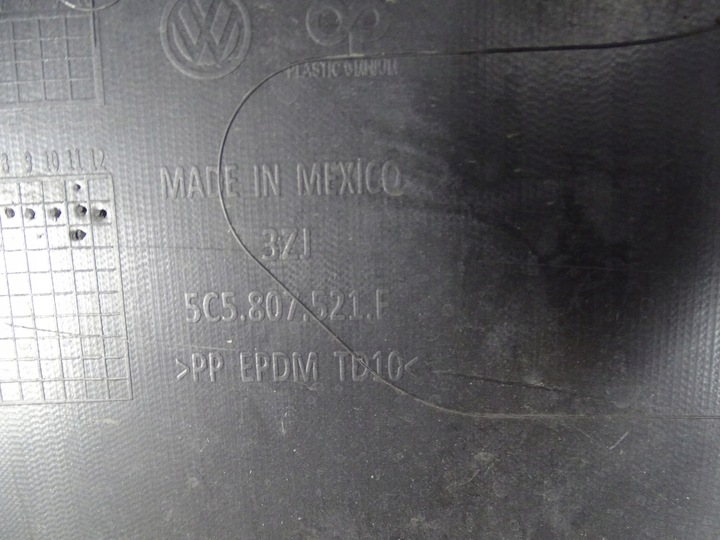 PLASTIC OMNIUM
8 9 10 11 12
MADE IN MEXICO
3ZJ
5C5.807.521.F
>PP EPDM TD10<